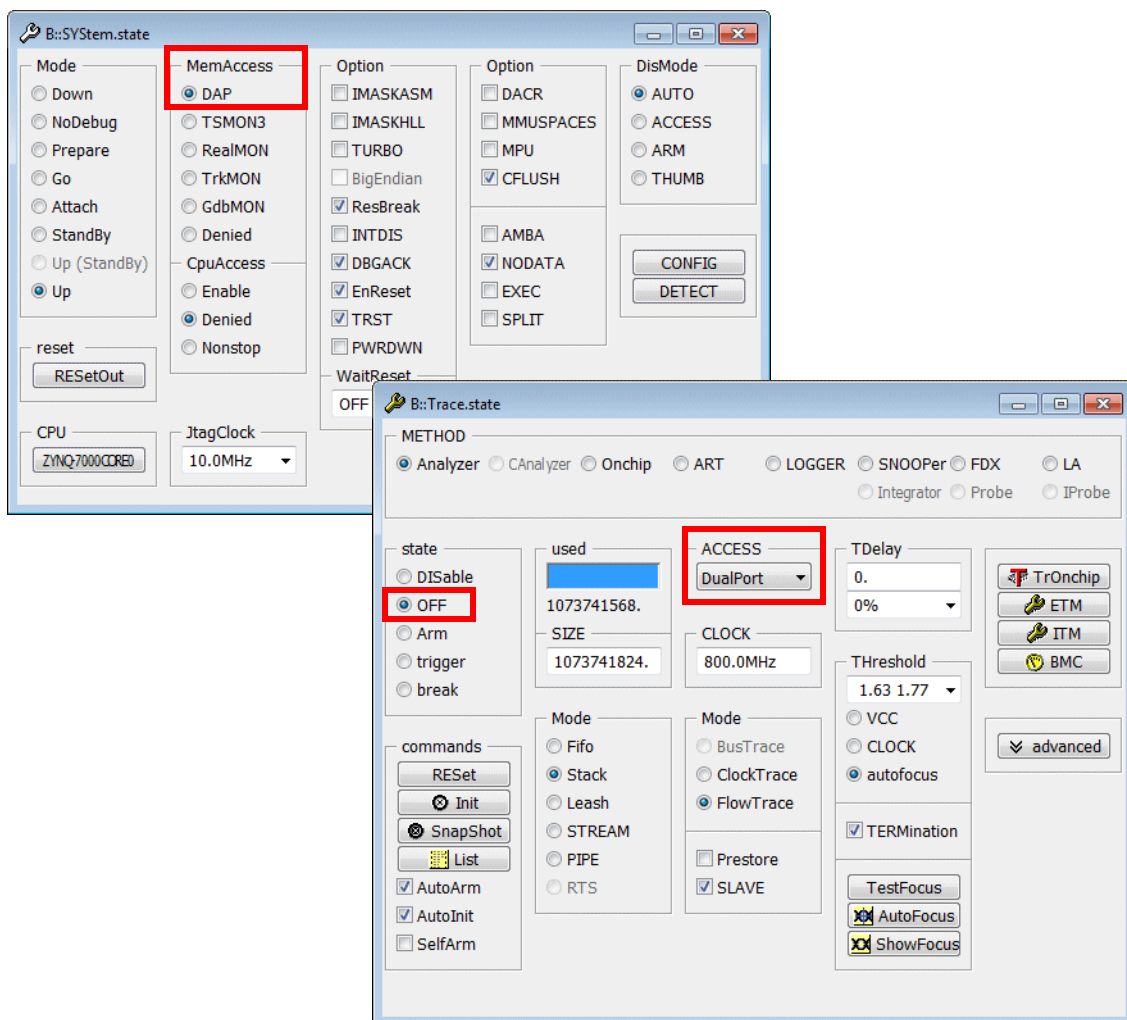 B::SYStem.state
Mode
Down
NoDebug
Prepare
Go
Attach
StandBy
Up (StandBy)
Up
reset
RESetOut
CPU
ZYNQ-7000CORE0
MemAccess
DAP
TSMON3
RealMON
TrkMON
GdbMON
Denied
CpuAccess
Enable
Denied
Nonstop
JtagClock
10.0MHz
Option
IMASKASM
IMASKHLL
TURBO
BigEndian
ResBreak
INTDIS
DBGACK
EnReset
TRST
PWRDWN
WaitReset
OFF
Option
DACR
MMUSPACES
MPU
CFLUSH
AMBA
NODATA
EXEC
SPLIT
DisMode
AUTO
ACCESS
ARM
THUMB
CONFIG
DETECT
B::Trace.state
METHOD
Analyzer CAnalyzer Onchip ART LOGGER SNOOPer FDX LA
Integrator Probe IProbe
state
DISable
OFF
Arm
trigger
break
commands
RESet
Init
SnapShot
List
AutoArm
AutoInit
SelfArm
used
1073741568.
SIZE
1073741824.
Mode
Fifo
Stack
Leash
STREAM
PIPE
RTS
ACCESS
DualPort
CLOCK
800.0MHz
Mode
BusTrace
ClockTrace
FlowTrace
Prestore
SLAVE
TDelay
0.
0%
THreshold
1.63 1.77
VCC
CLOCK
autofocus
TERMination
TestFocus
AutoFocus
ShowFocus
TrOnchip
ETM
ITM
BMC
advanced